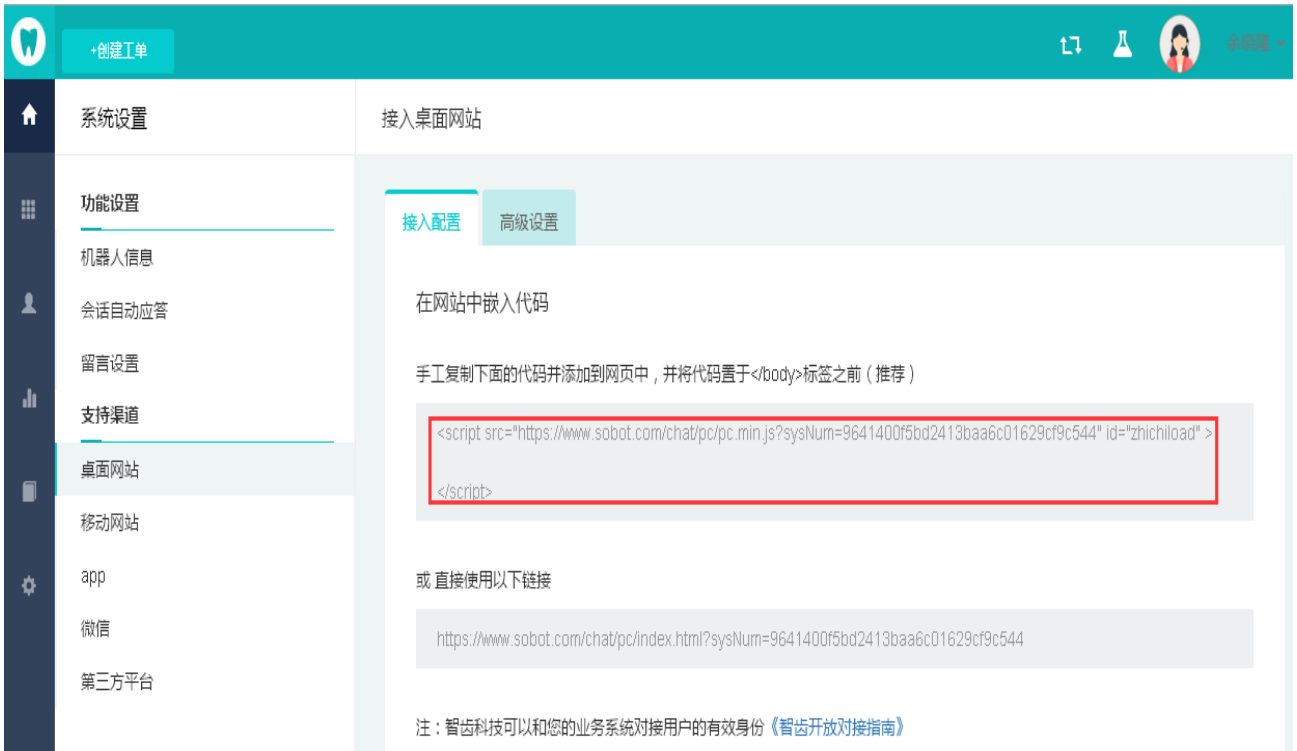 +创建工单
系统设置
接入桌面网站
功能设置
机器人信息
会话自动应答
留言设置
支持渠道
桌面网站
移动网站
app
微信
第三方平台
接入配置
高级设置
在网站中嵌入代码
手工复制下面的代码并添加到网页中，并将代码置于</body>标签之前（推荐）
<script src="https://www.sobot.com/chat/pc/pc.min.js?sysNum=9641400f5bd2413baa6c01629cf9c544" id="zhichiload" >
</script>
或 直接使用以下链接
https://www.sobot.com/chat/pc/index.html?sysNum=9641400f5bd2413baa6c01629cf9c544
注：智齿科技可以和您的业务系统对接用户的有效身份《智齿开放对接指南》